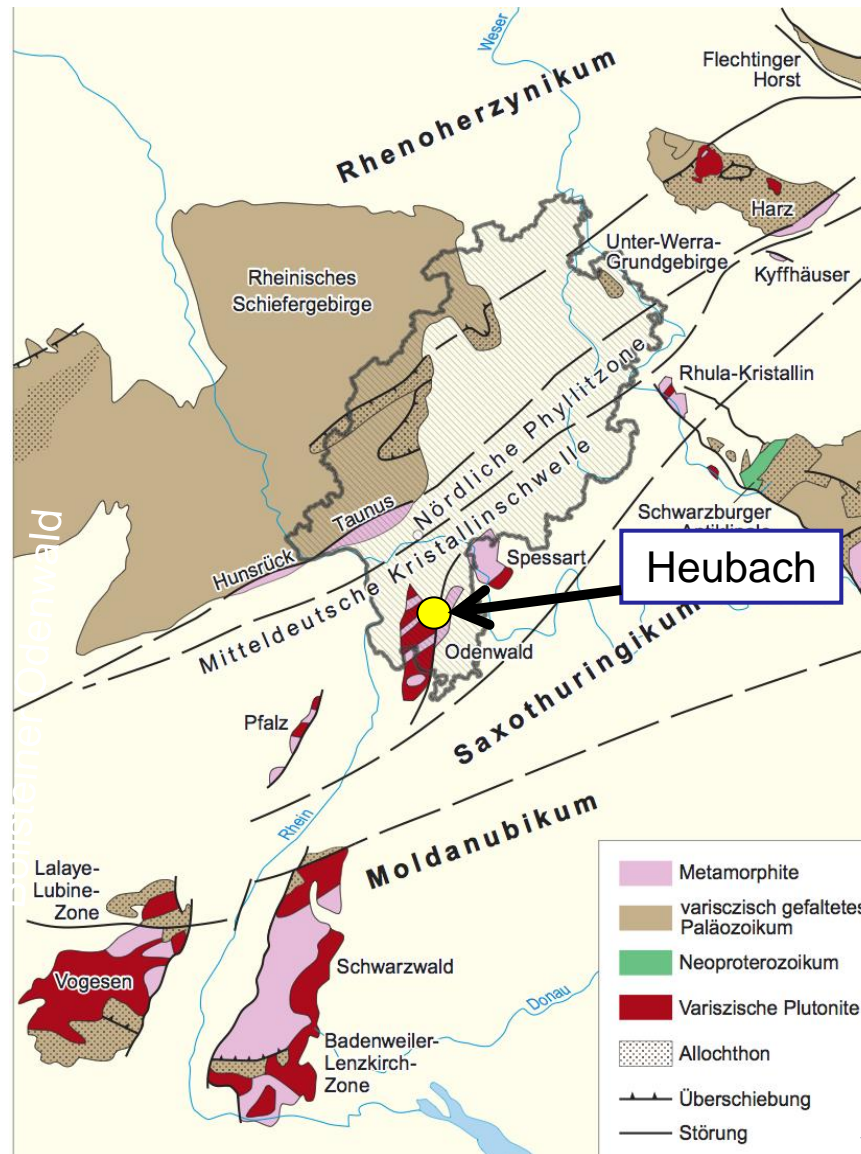 Weser
Flechtinger
Horst
Rhenoherzynikum
Harz
Unter-Werra-
Grundgebirge
Rheinisches
Schiefergebirge
Kyffhäuser
Rhula-Kristallin
Nördliche Phyllitzone
Taunus
Mitteldeutsche Kristallinschwelle
Hunsrück
Schwarzburger
Spessart
Heubach
Odenwald
Saxothuringikum
Pfalz
Rhein
Moldanubikum
Odenwald
Lalaye-
Lubine-
Zone
Vogesen
Schwarzwald
Donau
Badenweiler-
Lenzkirch-
Zone
Metamorphite
varisczisch gefaltetes
Paläozoikum
Neoproterozoikum
Variszische Plutonite
Allochthon
Überschiebung
Störung